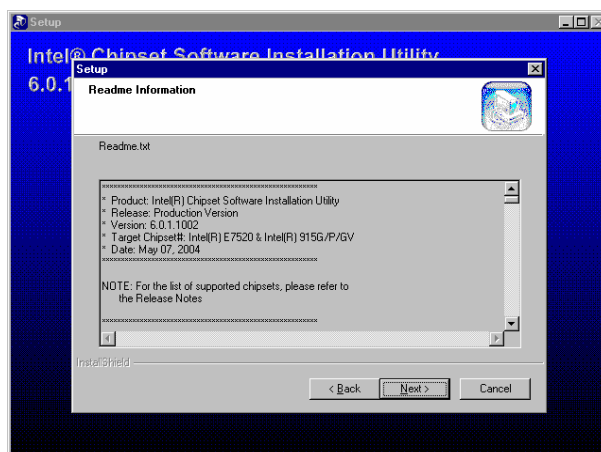 Setup
Intel® Chipset Software Installation Utility
6.0.1
Setup
Readme Information
Readme.txt
************************************************************
* Product: Intel(R) Chipset Software Installation Utility
* Release: Production Version
* Version: 6.0.1.1002
* Target Chipset#: Intel(R) E7520 & Intel(R) 915G/P/GV
* Date: May 07, 2004
************************************************************
NOTE: For the list of supported chipsets, please refer to
the Release Notes
************************************************************
InstallShield
< Back
Next >
Cancel